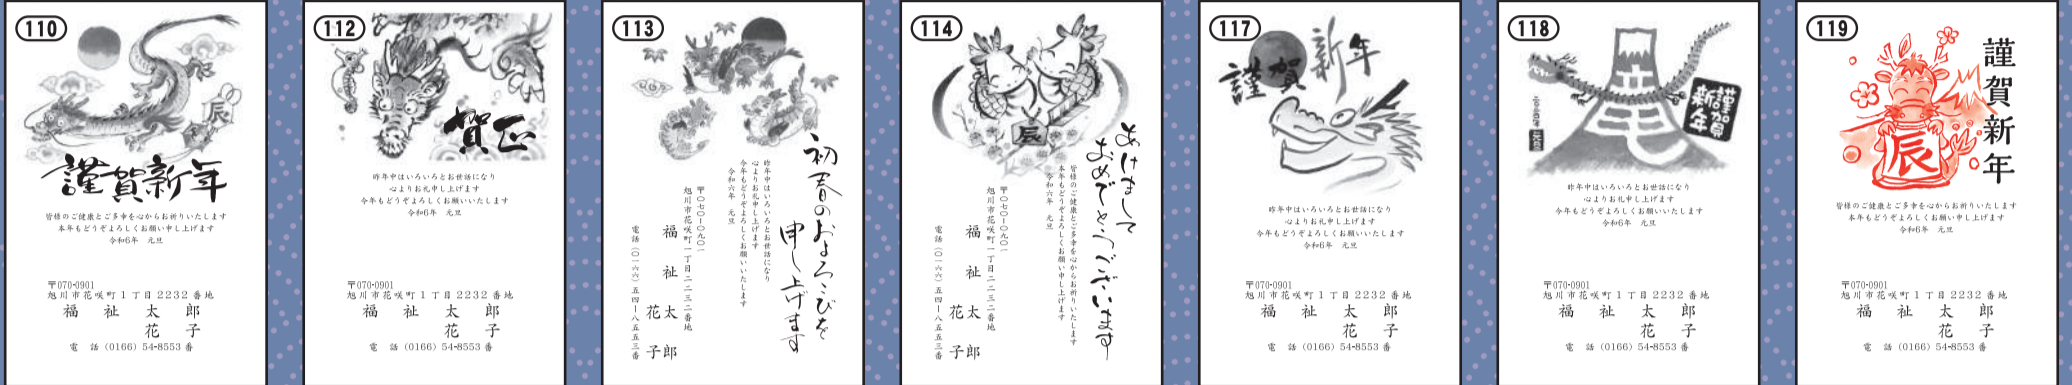 110
辰
謹賀新年
皆様のご健康とご多幸を心からお祈りいたします
本年もどうぞよろしくお願い申し上げます
令和6年 元旦
〒070-0901
旭川市花咲町1丁目2232番地
福祉太郎
花子
電話(0166)54-8553番
112
賀正
昨年中はいろいろとお世話になり
心よりお礼申し上げます
今年もどうぞよろしくお願いいたします
令和6年 元旦
〒070-0901
旭川市花咲町1丁目2232番地
福祉太郎
花子
電話(0166)54-8553番
113
初春のおよろこびを
申し上げます
昨年中はいろいろとお世話になり
心よりお礼申し上げます
今年もどうぞよろしくお願いいたします
令和六年 元旦
〒〇七〇-〇九〇一
旭川市花咲町一丁目二二三二番地
福祉太郎
花子
電話(〇一六六)五四-八五五三番
114
辰
あけまして
おめでとうございます
皆様のご健康とご多幸を心からお祈りいたします
本年もどうぞよろしくお願い申し上げます
令和六年 元旦
〒〇七〇-〇九〇一
旭川市花咲町一丁目二二三二番地
福祉太郎
花子
電話(〇一六六)五四-八五五三番
117
謹賀新年
昨年中はいろいろとお世話になり
心よりお礼申し上げます
今年もどうぞよろしくお願いいたします
令和6年 元旦
〒070-0901
旭川市花咲町1丁目2232番地
福祉太郎
花子
電話(0166)54-8553番
118
謹賀
新年
昨年中はいろいろとお世話になり
心よりお礼申し上げます
今年もどうぞよろしくお願いいたします
令和6年 元旦
〒070-0901
旭川市花咲町1丁目2232番地
福祉太郎
花子
電話(0166)54-8553番
119
謹賀新年
辰
皆様のご健康とご多幸を心からお祈りいたします
本年もどうぞよろしくお願い申し上げます
令和6年 元旦
〒070-0901
旭川市花咲町1丁目2232番地
福祉太郎
花子
電話(0166)54-8553番